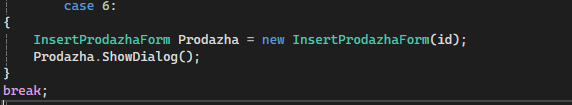 case 6:
{
InsertProdazhaForm Prodazha = new InsertProdazhaForm(id);
Prodazha.ShowDialog();
}
break;